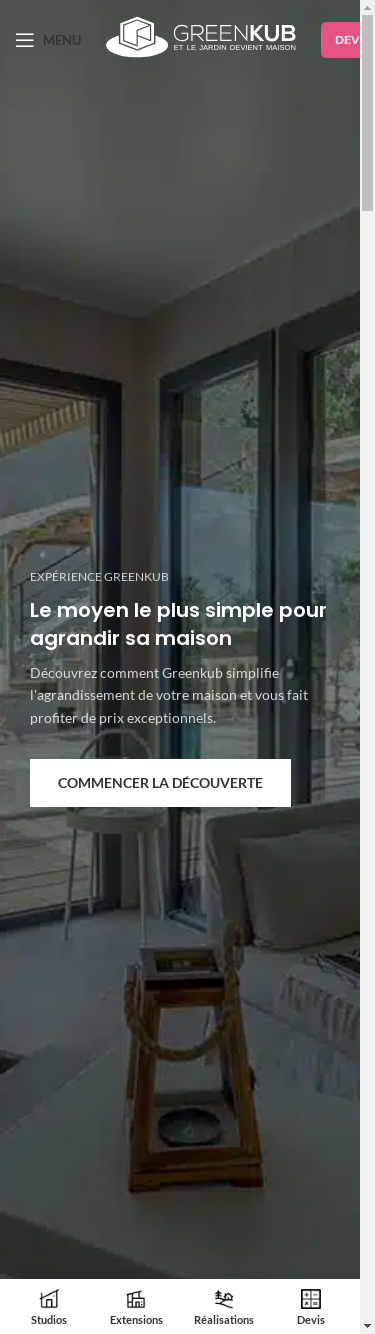 MENU
GREENKUB
ET LE JARDIN DEVIENT MAISON
DEV
EXPÉRIENCE GREENKUB
Le moyen le plus simple pour
agrandir sa maison
Découvrez comment Greenkub simplifie
l'agrandissement de votre maison et vous fait
profiter de prix exceptionnels.
COMMENCER LA DÉCOUVERTE
Studios
Extensions
Réalisations
Devis